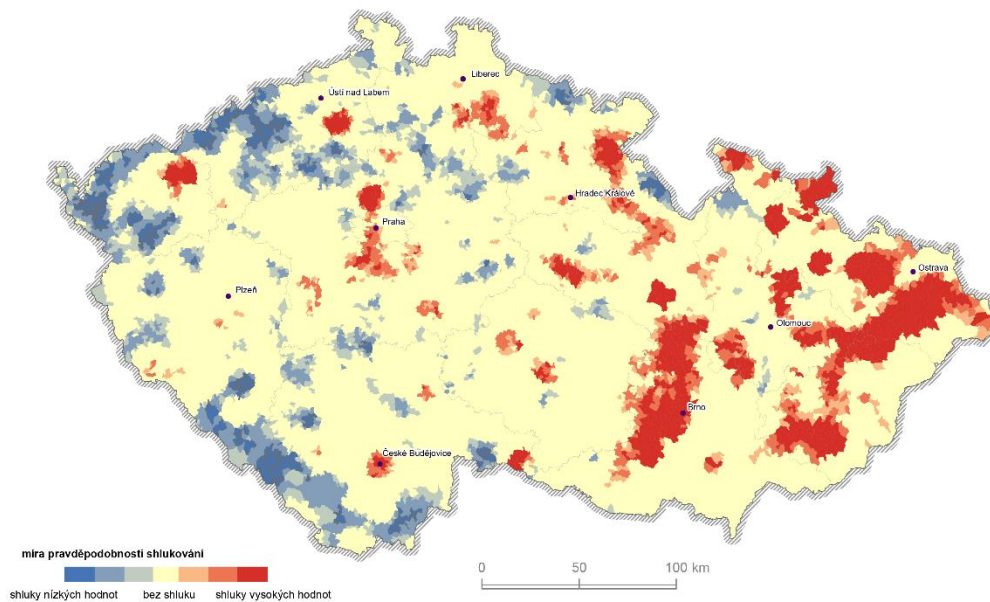 Liberec
Ústí nad Labem
Hradec Králové
Praha
Ostrava
Plzeň
Olomouc
Brno
České Budějovice
míra pravděpodobnosti shlukování
shluky nízkých hodnot bez shluku shluky vysokých hodnot
0 50 100 km